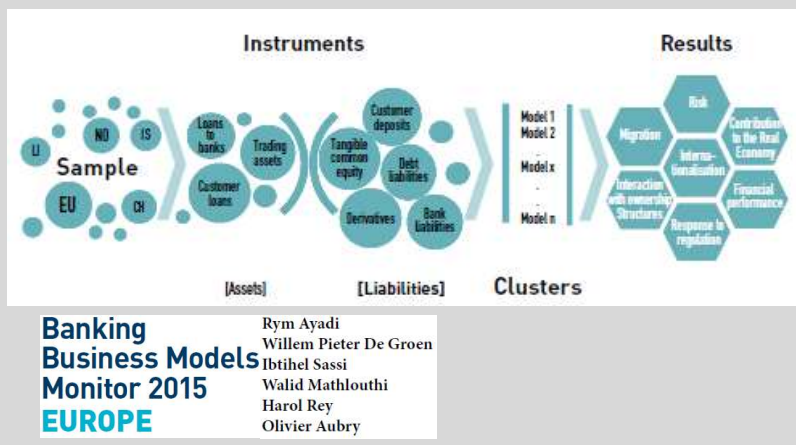 Instruments
Results
LI
NO
IS
Sample
EU
CH
Loans
to
banks
Trading
assets
Customer
loans
Customer
deposits
Tangible
common
equity
Debt
liabilities
Derivatives
Bank
liabilities
Model 1
Model 2
.
Model x
.
.
Model n
Risk
Migration
Contribution
to the Real
Economy
Interna-
tionalisation
Interaction
with ownership
Structures
Financial
performance
Response to
regulation
[Assets]
[Liabilities]
Clusters
Banking
Business Models
Monitor 2015
EUROPE
Rym Ayadi
Willem Pieter De Groen
Ibtihel Sassi
Walid Mathlouthi
Harol Rey
Olivier Aubry